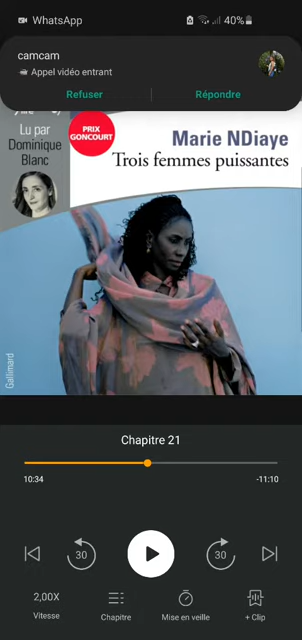 WhatsApp
40%
camcam
Appel vidéo entrant
Refuser
Répondre
Lu par
Dominique
Blanc
PRIX
GONCOURT
Marie NDiaye
Trois femmes puissantes
Gallimard
Chapitre 21
10:34
-11:10
30
30
2,00X
Vitesse
Chapitre
Mise en veille
+ Clip